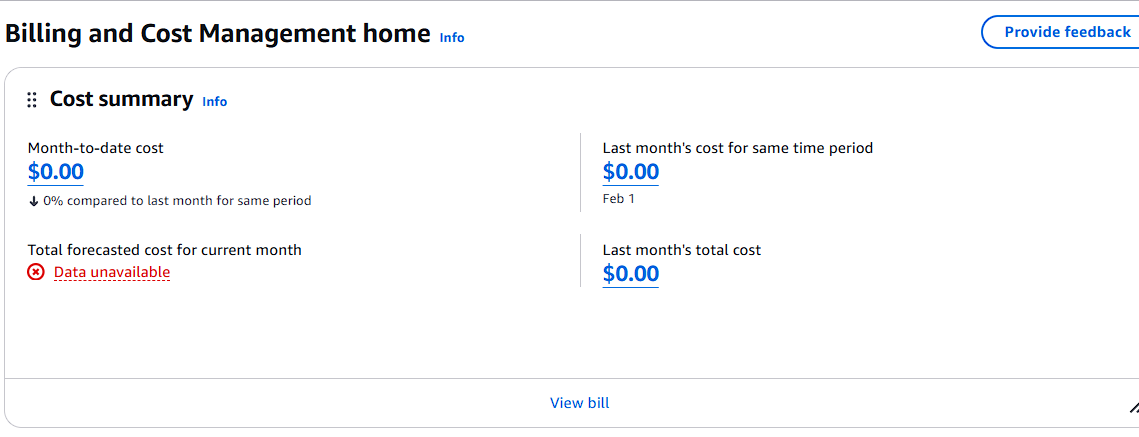 Billing and Cost Management home Info
Provide feedback
Cost summary Info
Month-to-date cost
$0.00
0% compared to last month for same period
Last month's cost for same time period
$0.00
Feb 1
Total forecasted cost for current month
Data unavailable
Last month's total cost
$0.00
View bill